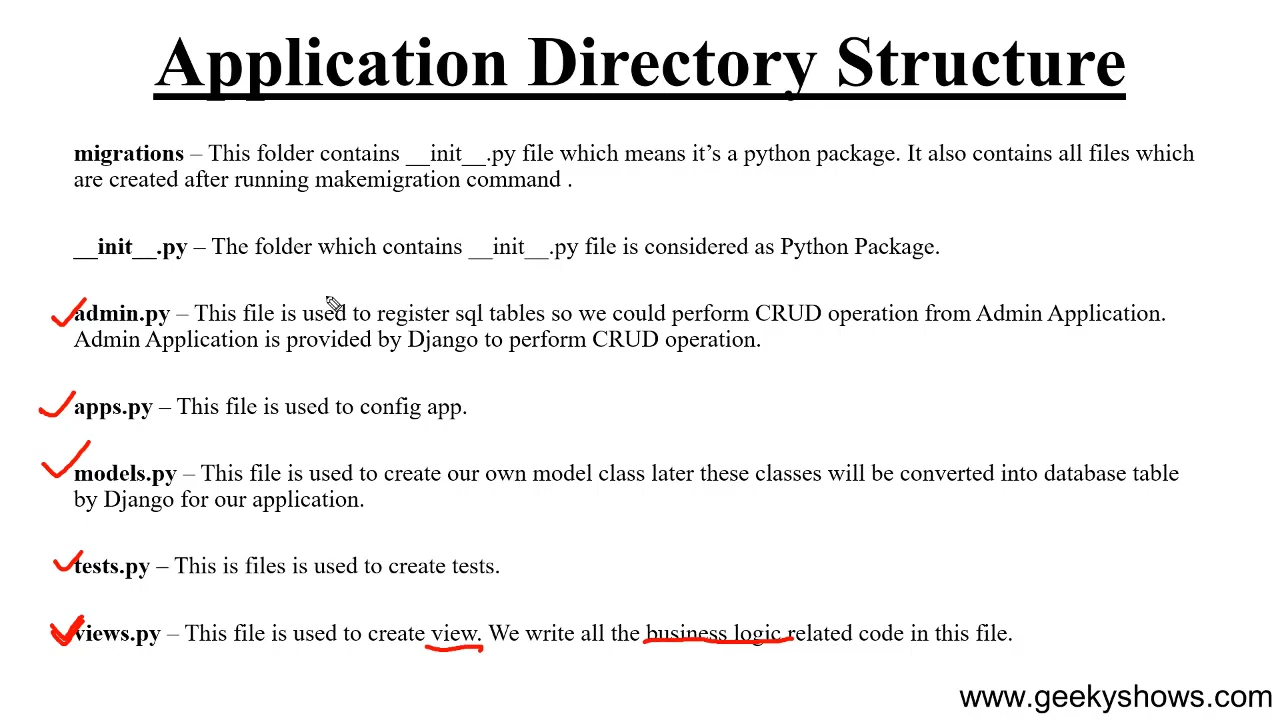 Application Directory Structure
migrations – This folder contains __init__.py file which means it’s a python package. It also contains all files which
are created after running makemigration command .
__init__.py – The folder which contains __init__.py file is considered as Python Package.
admin.py – This file is used to register sql tables so we could perform CRUD operation from Admin Application.
Admin Application is provided by Django to perform CRUD operation.
apps.py – This file is used to config app.
models.py – This file is used to create our own model class later these classes will be converted into database table
by Django for our application.
tests.py – This is files is used to create tests.
views.py – This file is used to create view. We write all the business logic related code in this file.
www.geekyshows.com